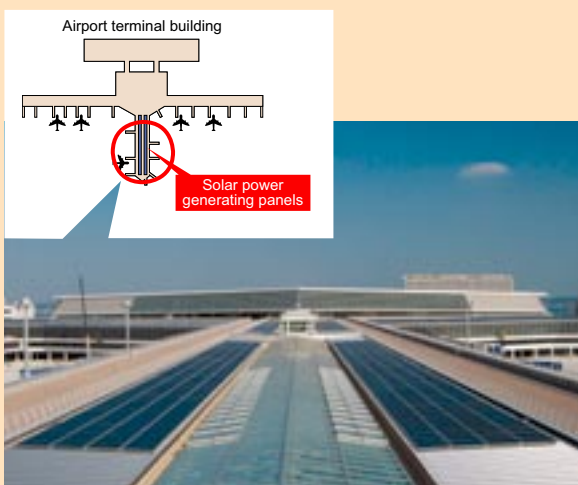 Airport terminal building
Solar power
generating panels